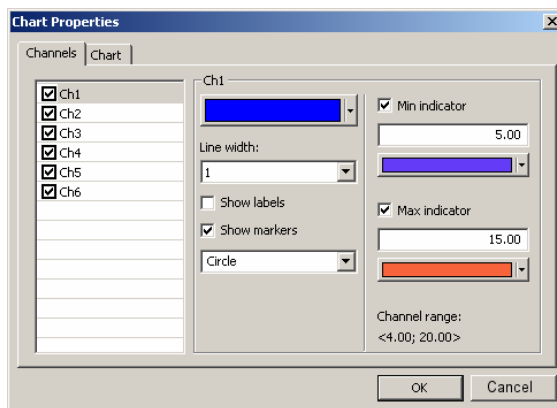 Chart Properties
Channels Chart
Ch1
Ch2
Ch3
Ch4
Ch5
Ch6
Ch1
Line width:
1
Show labels
Show markers
Circle
Min indicator
5.00
Max indicator
15.00
Channel range:
<4.00; 20.00>
OK Cancel